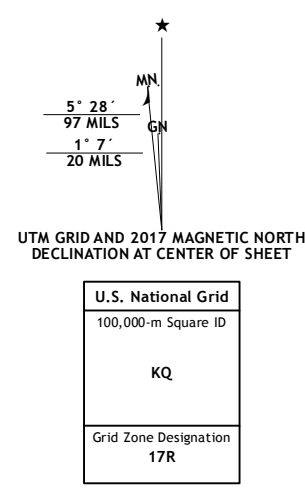 MN
5° 28´
97 MILS
GN
1° 7´
20 MILS
UTM GRID AND 2017 MAGNETIC NORTH
DECLINATION AT CENTER OF SHEET
U.S. National Grid
100,000-m Square ID
KQ
Grid Zone Designation
17R